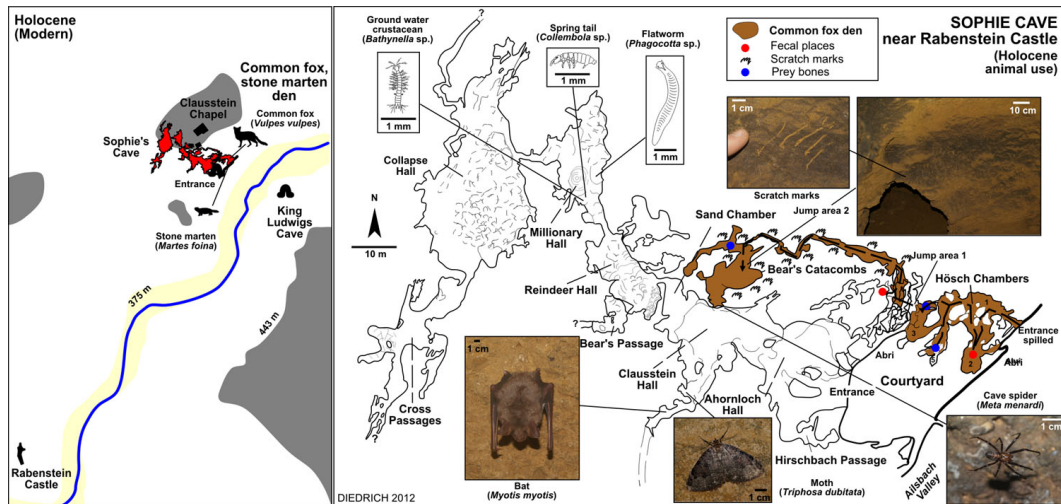 Holocene
(Modern)
Common fox,
stone marten
den
Clausstein
Chapel
Common fox
(Vulpes vulpes)
Sophie's
Cave
Entrance
King
Ludwigs
Cave
Stone marten
(Martes foina)
375 m
443 m
Rabenstein
Castle
SOPHIE CAVE
near Rabenstein
Castle
(Holocene
animal use)
Common fox den
Fecal places
Scratch marks
Prey bones
Ground water
crustacean
(Bathynella sp.)
1 mm
Spring tail
(Collembola sp.)
1 mm
Flatworm
(Phagocotta sp.)
1 mm
?
1 cm
Scratch marks
10 cm
Collapse
Hall
N
10 m
Millionary
Hall
Sand Chamber
Jump area 2
Bear's Catacombs
Jump area 1
Hösch Chambers
Reindeer Hall
?
Bear's Passage
Clausstein
Hall
Abri
3
5
2
Entrance
spilled
Abri
Courtyard
Entrance
Ahornloch
Hall
Cross
Passages
?
1 cm
Bat
(Myotis myotis)
1 cm
Moth
(Triphosa dubitata)
Hirschbach Passage
Cave spider
(Meta menardi)
1 cm
Ailsbach
Valley
DIEDRICH 2012